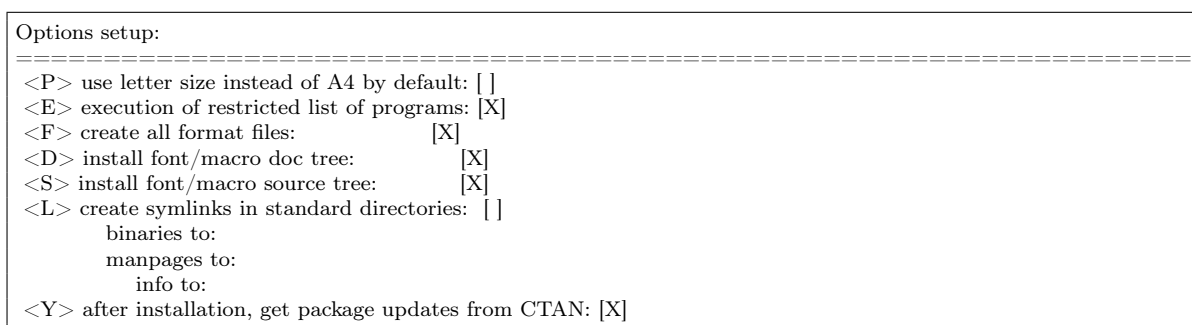 Options setup:
===============================================================================
<P> use letter size instead of A4 by default: [ ]
<E> execution of restricted list of programs: [X]
<F> create all format files: [X]
<D> install font/macro doc tree: [X]
<S> install font/macro source tree: [X]
<L> create symlinks in standard directories: [ ]
binaries to:
manpages to:
info to:
<Y> after installation, get package updates from CTAN: [X]